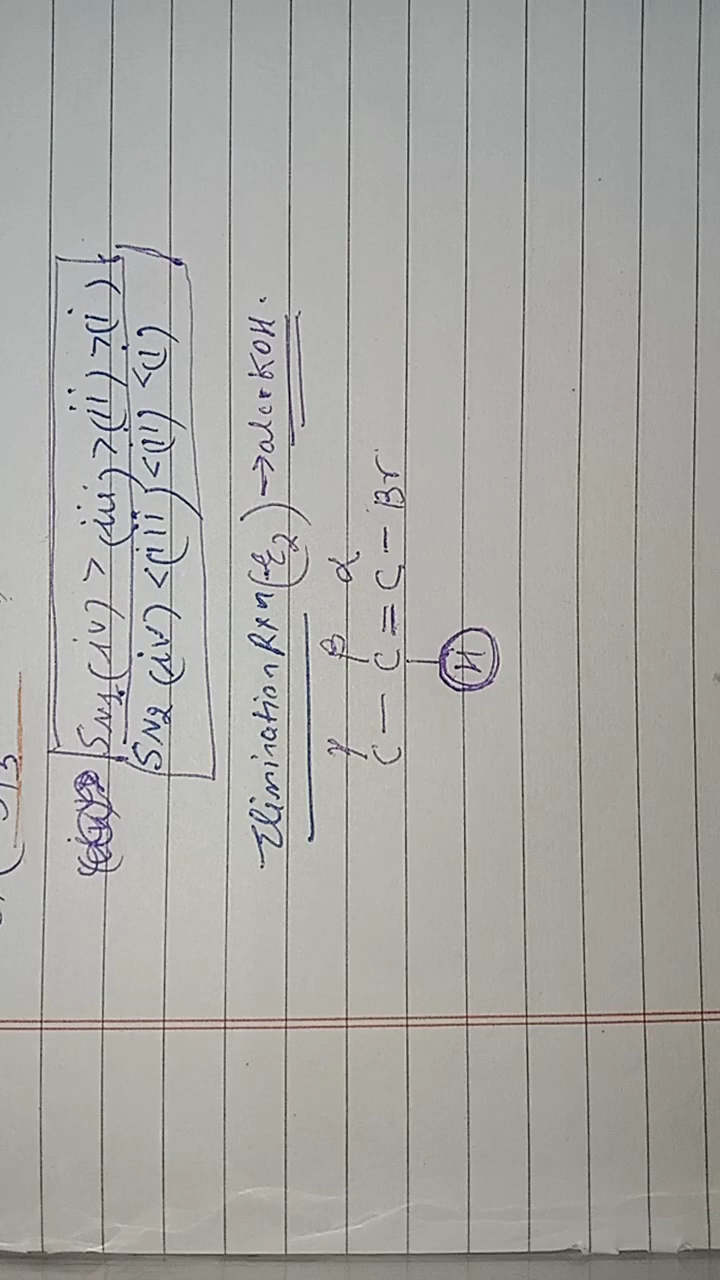 SN1 (iv) > (iii) > (ii) > (i)
SN2 (iv) < (iii) < (ii) < (i)
Elimination Rxn (E2) → alc. KOH.
γ β α
C — C = C — Br
H